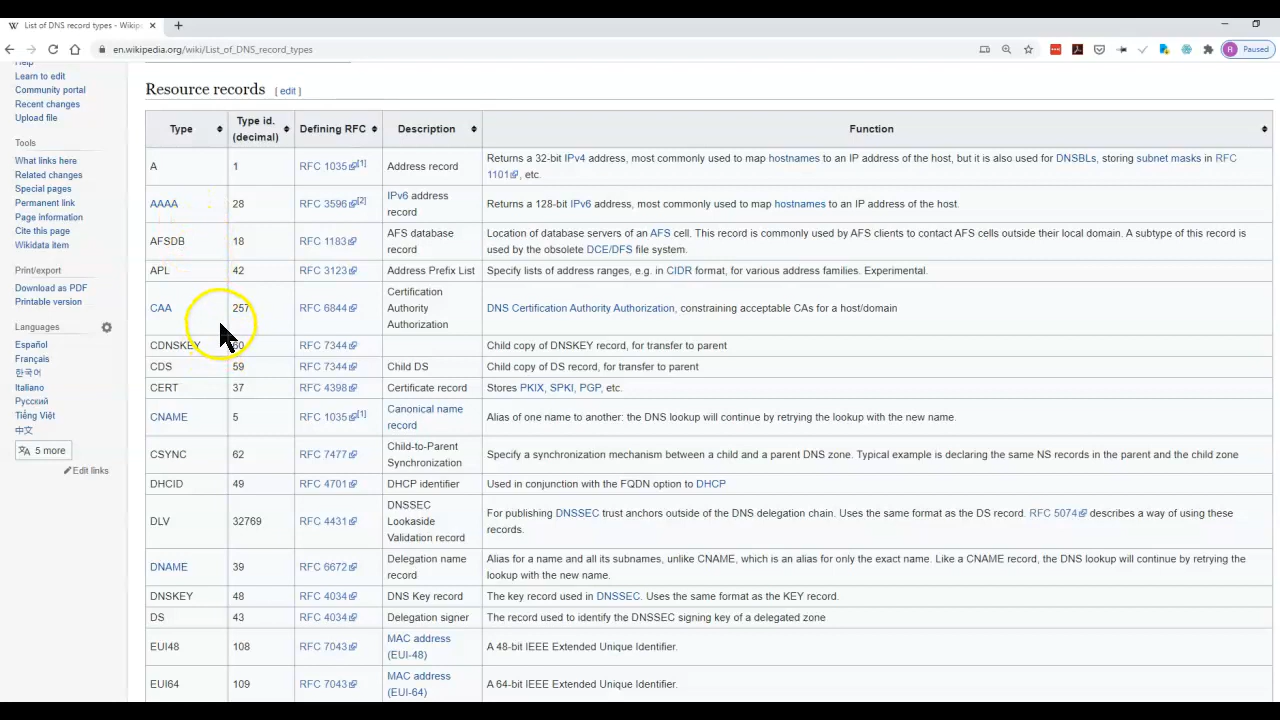 List of DNS record types - Wikip
en.wikipedia.org/wiki/List_of_DNS_record_types
Paused
Help
Learn to edit
Community portal
Recent changes
Upload file
Tools
What links here
Related changes
Special pages
Permanent link
Page information
Cite this page
Wikidata item
Print/export
Download as PDF
Printable version
Languages
Español
Français
한국어
Italiano
Русский
Tiếng Việt
中文
5 more
Edit links
Resource records [ edit ]
Type
Type id.
(decimal)
Defining RFC
Description
Function
A
1
RFC 1035[1]
Address record
Returns a 32-bit IPv4 address, most commonly used to map hostnames to an IP address of the host, but it is also used for DNSBLs, storing subnet masks in RFC
1101, etc.
AAAA
28
RFC 3596[2]
IPv6 address
record
Returns a 128-bit IPv6 address, most commonly used to map hostnames to an IP address of the host.
AFSDB
18
RFC 1183
AFS database
record
Location of database servers of an AFS cell. This record is commonly used by AFS clients to contact AFS cells outside their local domain. A subtype of this record is
used by the obsolete DCE/DFS file system.
APL
42
RFC 3123
Address Prefix List
Specify lists of address ranges, e.g. in CIDR format, for various address families. Experimental.
CAA
257
RFC 6844
Certification
Authority
Authorization
DNS Certification Authority Authorization, constraining acceptable CAs for a host/domain
CDNSKEY
60
RFC 7344
Child copy of DNSKEY record, for transfer to parent
CDS
59
RFC 7344
Child DS
Child copy of DS record, for transfer to parent
CERT
37
RFC 4398
Certificate record
Stores PKIX, SPKI, PGP, etc.
CNAME
5
RFC 1035[1]
Canonical name
record
Alias of one name to another: the DNS lookup will continue by retrying the lookup with the new name.
CSYNC
62
RFC 7477
Child-to-Parent
Synchronization
Specify a synchronization mechanism between a child and a parent DNS zone. Typical example is declaring the same NS records in the parent and the child zone
DHCID
49
RFC 4701
DHCP identifier
Used in conjunction with the FQDN option to DHCP
DLV
32769
RFC 4431
DNSSEC
Lookaside
Validation record
For publishing DNSSEC trust anchors outside of the DNS delegation chain. Uses the same format as the DS record. RFC 5074 describes a way of using these
records.
DNAME
39
RFC 6672
Delegation name
record
Alias for a name and all its subnames, unlike CNAME, which is an alias for only the exact name. Like a CNAME record, the DNS lookup will continue by retrying the
lookup with the new name.
DNSKEY
48
RFC 4034
DNS Key record
The key record used in DNSSEC. Uses the same format as the KEY record.
DS
43
RFC 4034
Delegation signer
The record used to identify the DNSSEC signing key of a delegated zone
EUI48
108
RFC 7043
MAC address
(EUI-48)
A 48-bit IEEE Extended Unique Identifier.
EUI64
109
RFC 7043
MAC address
(EUI-64)
A 64-bit IEEE Extended Unique Identifier.